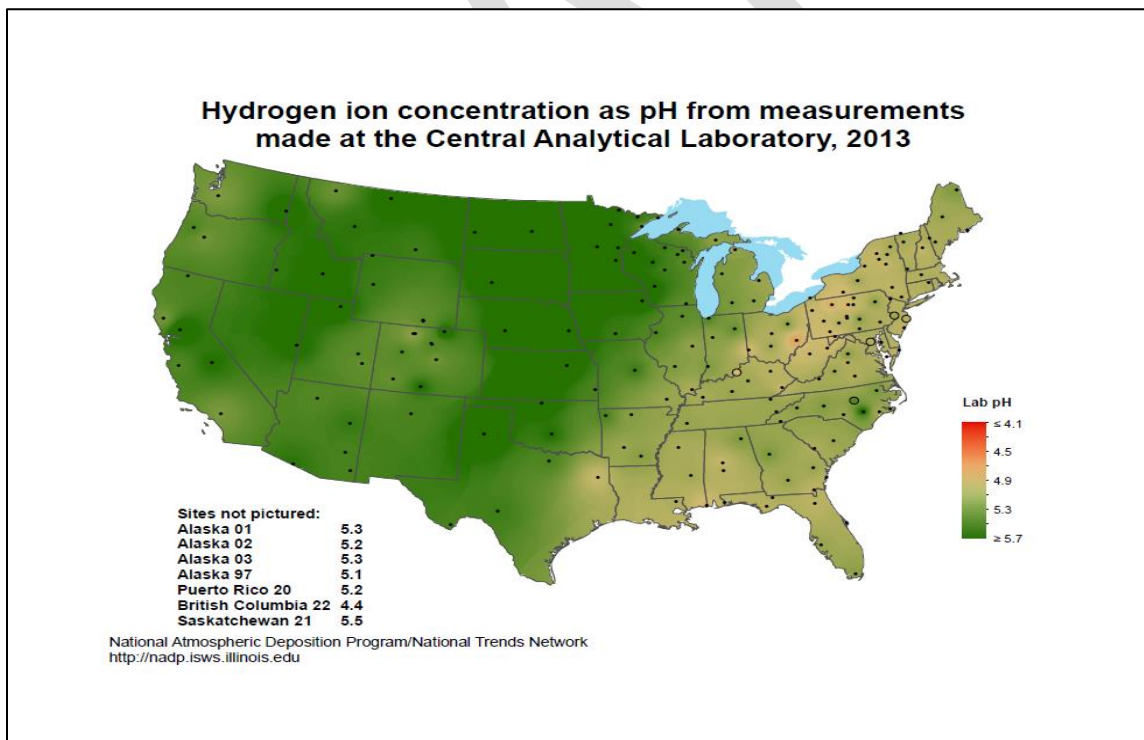 Hydrogen ion concentration as pH from measurements
made at the Central Analytical Laboratory, 2013
Lab pH
≤ 4.1
4.5
4.9
5.3
≥ 5.7
Sites not pictured:
Alaska 01 5.3
Alaska 02 5.2
Alaska 03 5.3
Alaska 97 5.1
Puerto Rico 20 5.2
British Columbia 22 4.4
Saskatchewan 21 5.5
National Atmospheric Deposition Program/National Trends Network
http://nadp.isws.illinois.edu